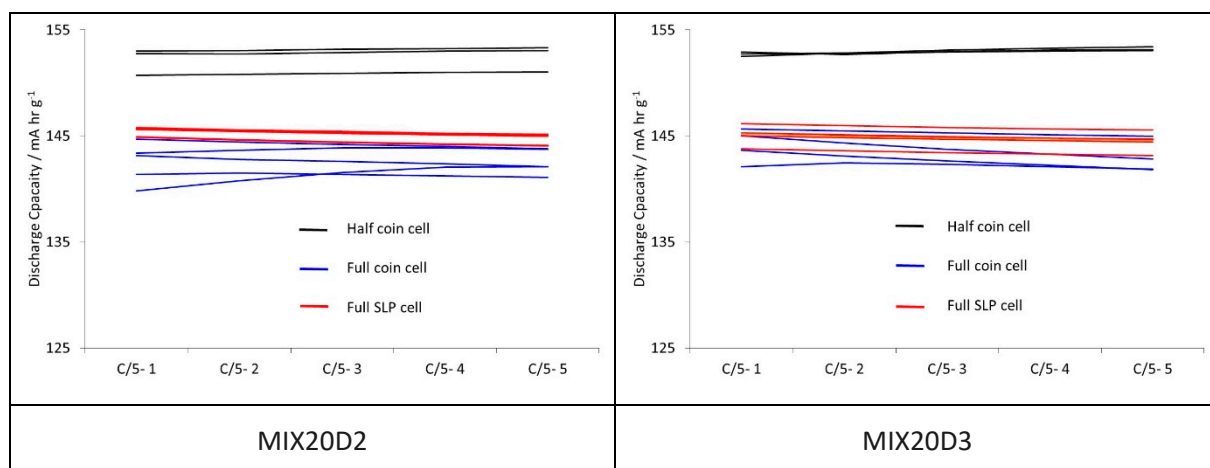 155
145
135
125
Discharge Cpacaity / mA hr g-1
Half coin cell
Full coin cell
Full SLP cell
C/5- 1 C/5- 2 C/5- 3 C/5- 4 C/5- 5
MIX20D2
155
145
135
125
Discharge Cpacaity / mA hr g-1
Half coin cell
Full coin cell
Full SLP cell
C/5- 1 C/5- 2 C/5- 3 C/5- 4 C/5- 5
MIX20D3